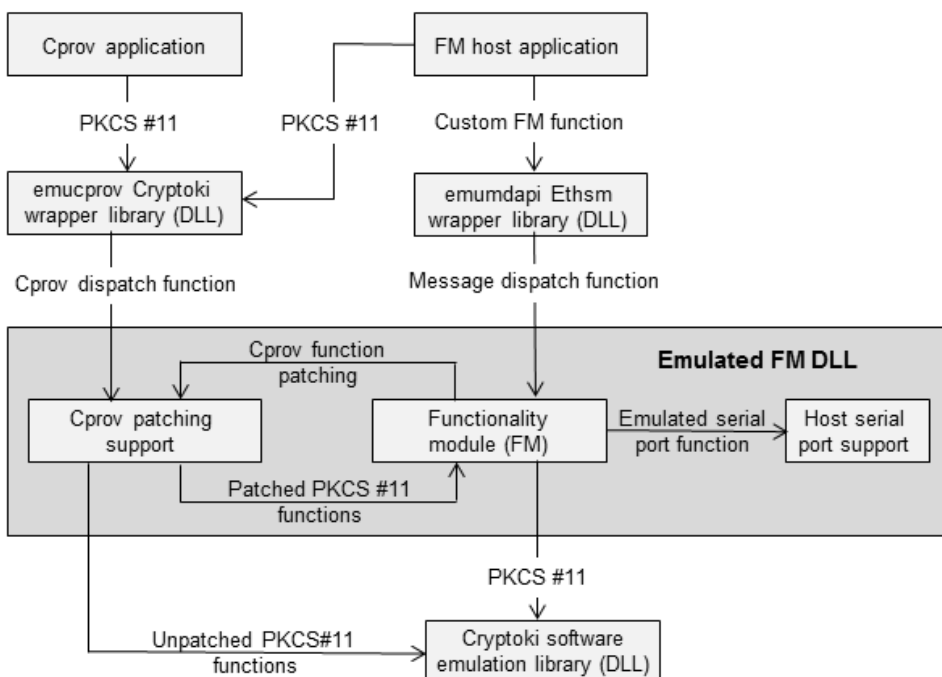 Cprov application
FM host application
PKCS #11
PKCS #11
Custom FM function
emucprov Cryptoki
wrapper library (DLL)
emumdapi Ethsm
wrapper library (DLL)
Cprov dispatch function
Message dispatch function
Cprov function
patching
Emulated FM DLL
Cprov patching
support
Functionality
module (FM)
Emulated serial
port function
Host serial
port support
Patched PKCS #11
functions
PKCS #11
Unpatched PKCS#11
functions
Cryptoki software
emulation library (DLL)